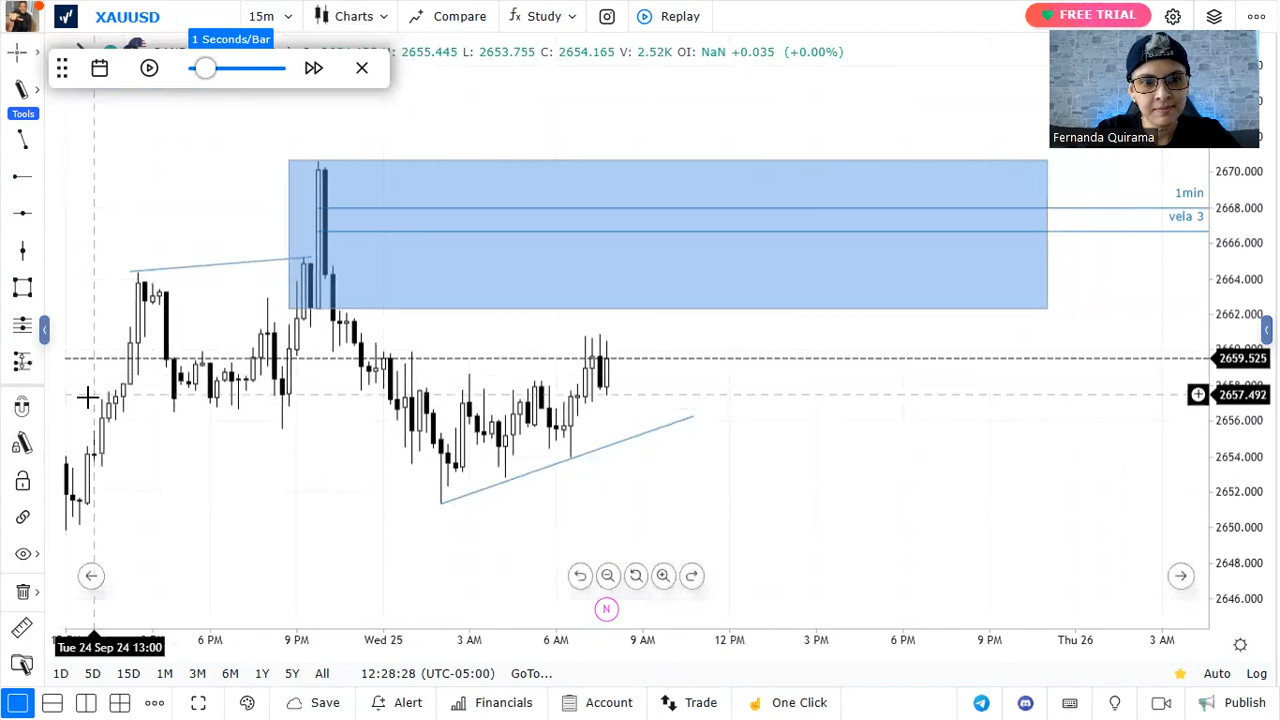 XAUUSD 15m Charts Compare Study Replay FREE TRIAL
1 Seconds/Bar
2655.445 L: 2653.755 C: 2654.165 V: 2.52K OI: NaN +0.035 (+0.00%)
Fernanda Quirama
Tools
1min
vela 3
2670.000
2668.000
2666.000
2664.000
2662.000
2659.525
2657.492
2656.000
2654.000
2652.000
2650.000
2648.000
2646.000
N
6 PM 9 PM Wed 25 3 AM 6 AM 9 AM 12 PM 3 PM 6 PM 9 PM Thu 26 3 AM
Tue 24 Sep 24 13:00
1D 5D 15D 1M 3M 6M 1Y 5Y All 12:28:28 (UTC-05:00) GoTo... Auto Log
Save Alert Financials Account Trade One Click Publish